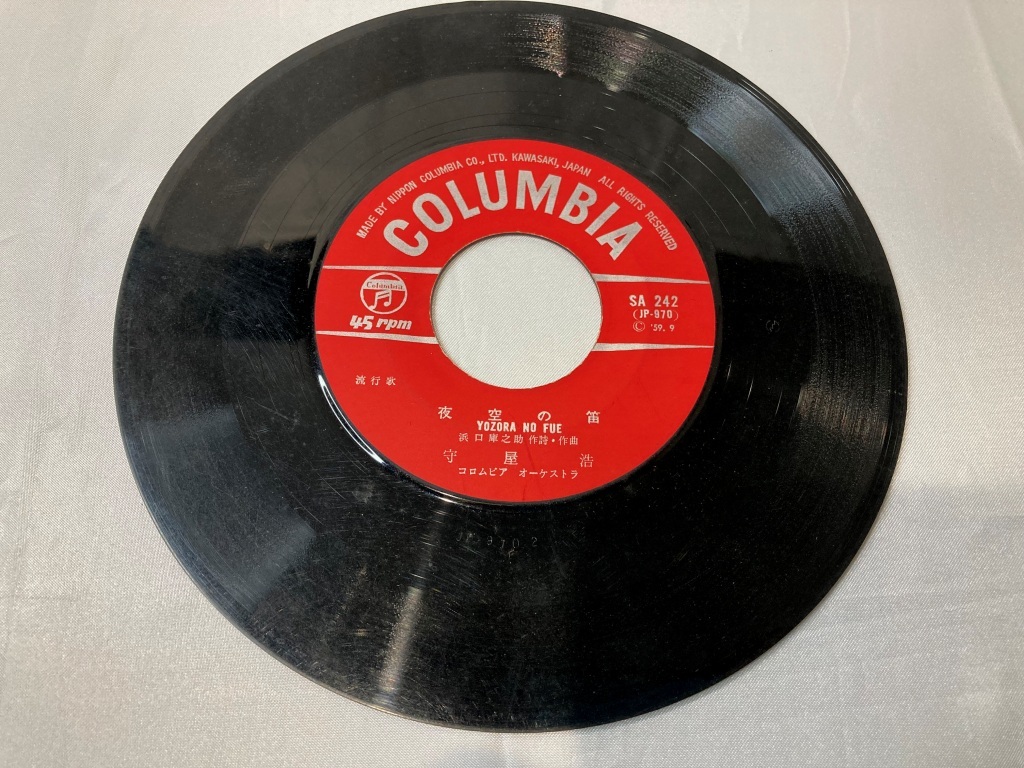 MADE BY NIPPON COLUMBIA CO., LTD. KAWASAKI, JAPAN ALL RIGHTS RESERVED
COLUMBIA
Columbia
45 rpm
SA 242
(JP-970)
© '59. 9
流行歌
夜空の笛
YOZORA NO FUE
浜口庫之助 作詩・作曲
守屋浩
コロムビア オーケストラ